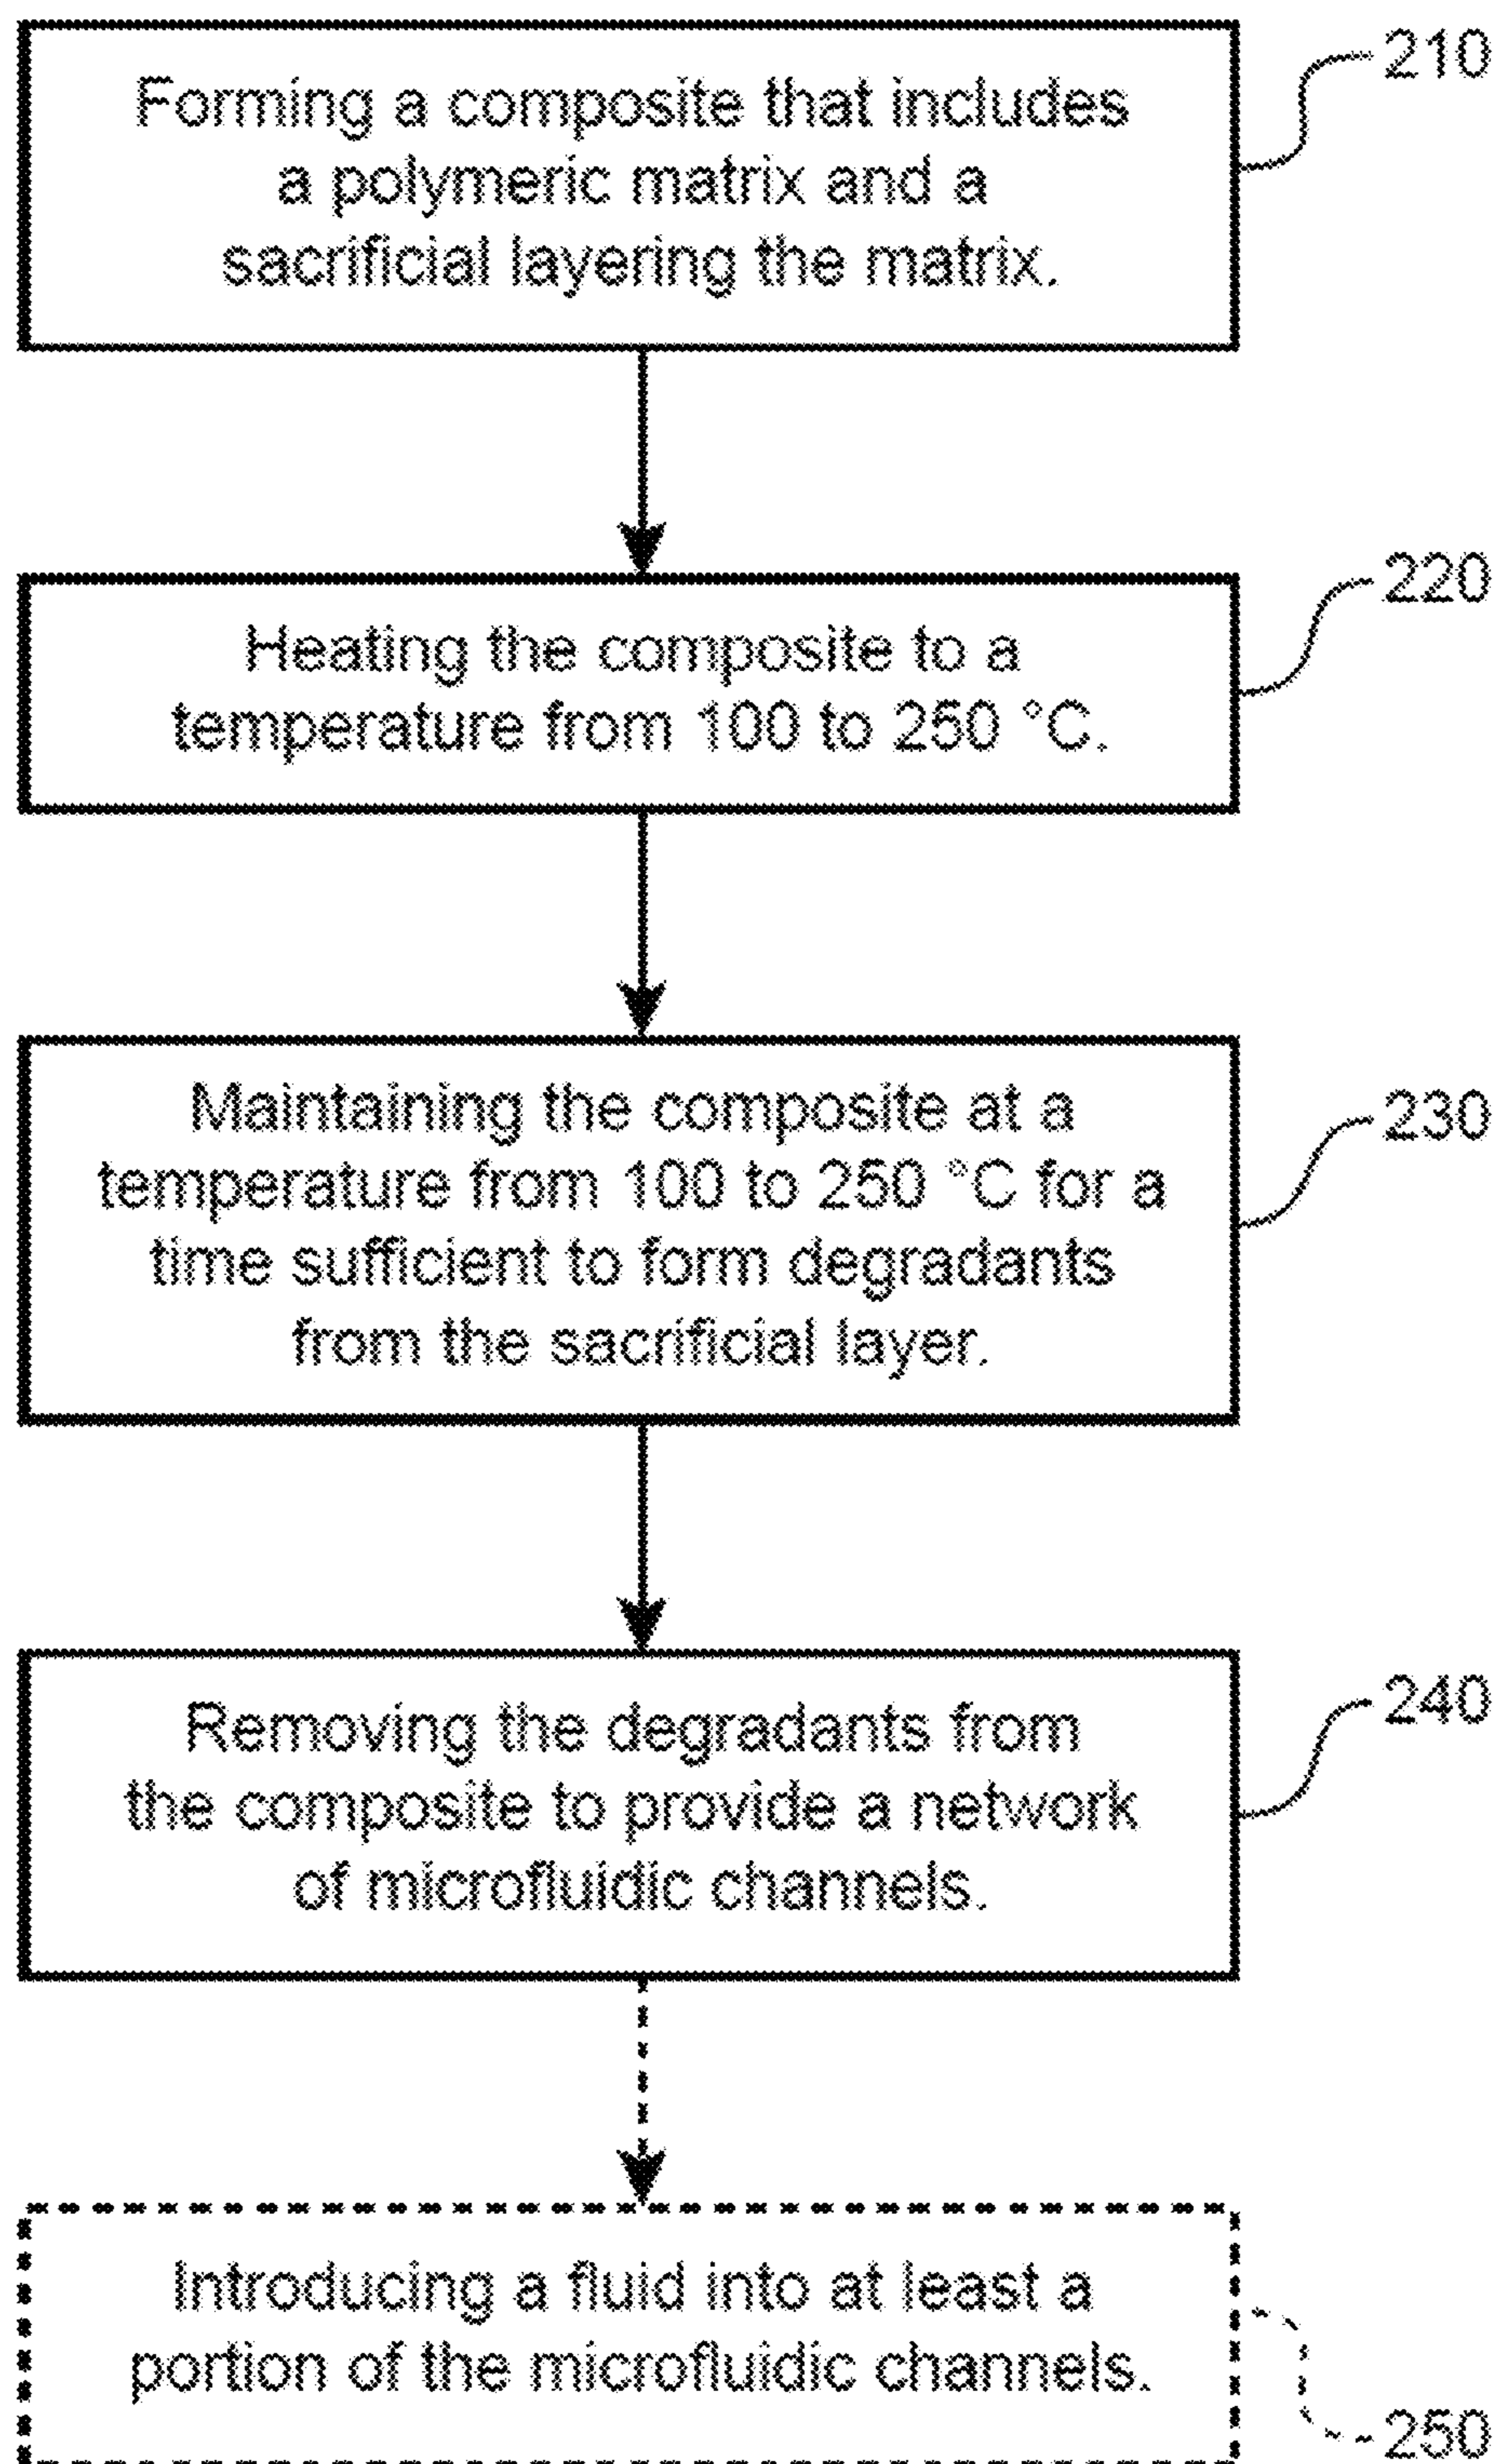 Forming a composite that includes
a polymeric matrix and a
sacrificial layering the matrix.
210
Heating the composite to a
temperature from 100 to 250 °C.
220
Maintaining the composite at a
temperature from 100 to 250 °C for a
time sufficient to form degradants
from the sacrificial layer.
230
Removing the degradants from
the composite to provide a network
of microfluidic channels.
240
Introducing a fluid into at least a
portion of the microfluidic channels.
250